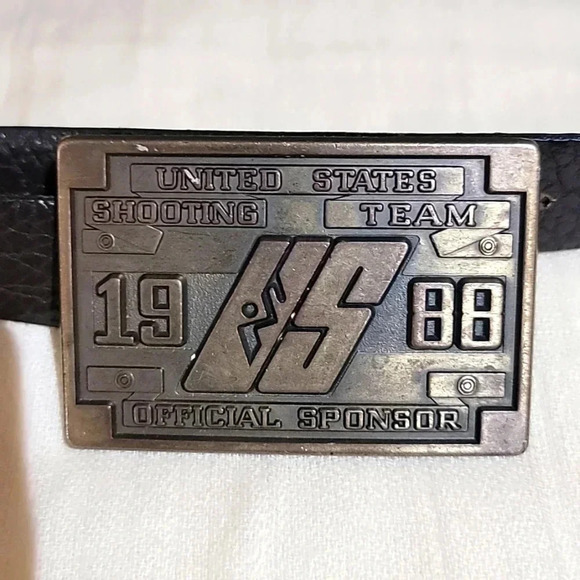 UNITED STATES
SHOOTING TEAM
19 US 88
OFFICIAL SPONSOR